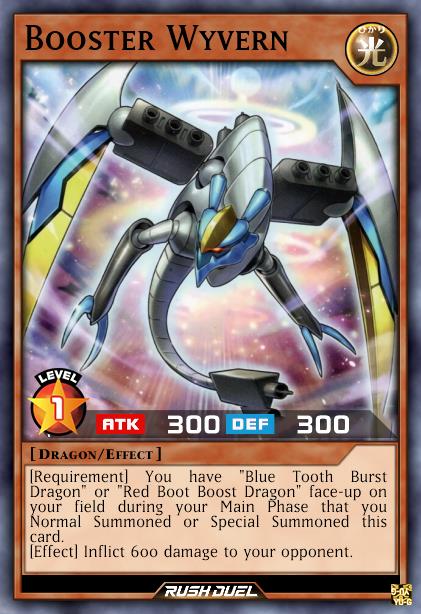 Booster Wyvern
ひかり
光
LEVEL
1
ATK 300 DEF 300
[Dragon/Effect]
[Requirement] You have "Blue Tooth Burst
Dragon" or "Red Boot Boost Dragon" face-up on
your field during your Main Phase that you
Normal Summoned or Special Summoned this
card.
[Effect] Inflict 600 damage to your opponent.
RUSH DUEL